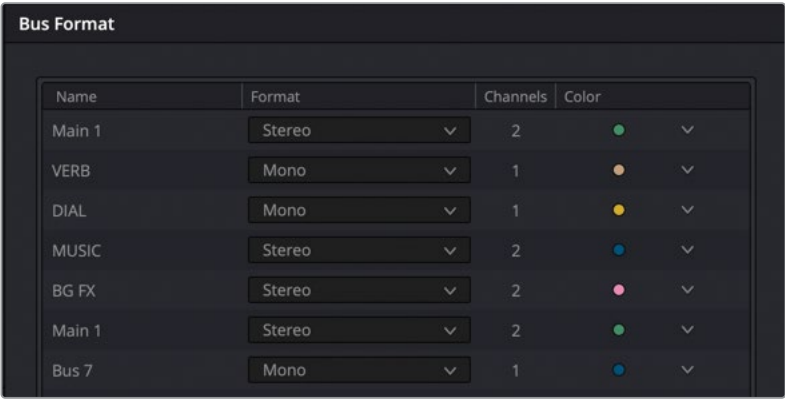 Bus Format
Name Format Channels Color
Main 1 Stereo 2
VERB Mono 1
DIAL Mono 1
MUSIC Stereo 2
BG FX Stereo 2
Main 1 Stereo 2
Bus 7 Mono 1